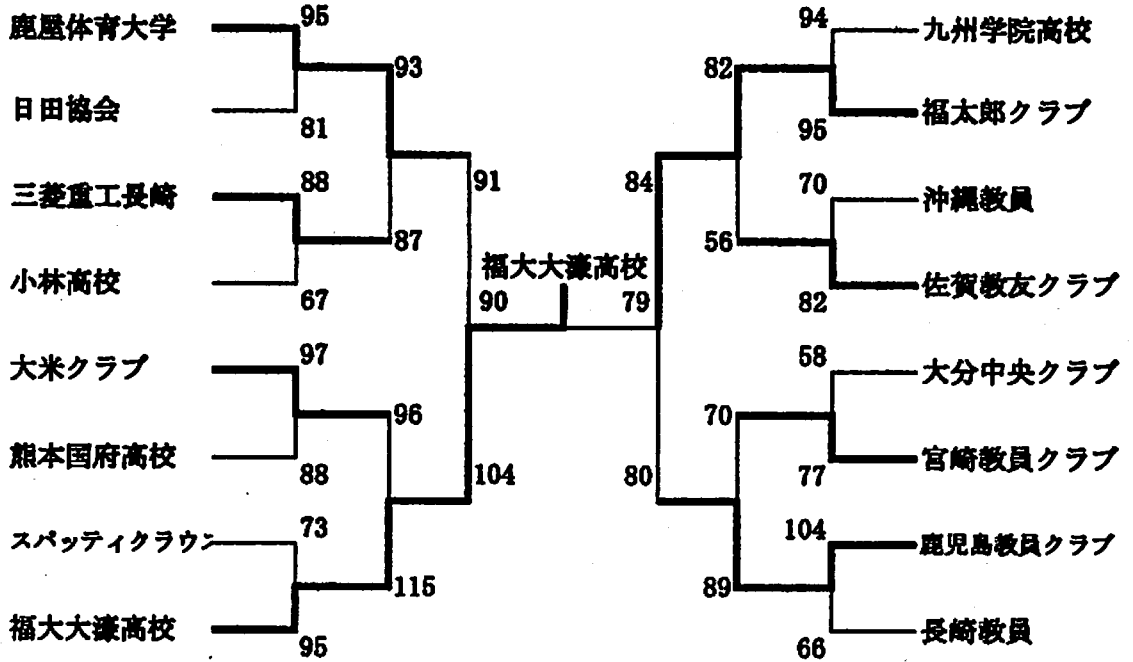 鹿屋体育大学
95
93
日田協会
81
91
三菱重工長崎
88
87
小林高校
67
福大大濠高校
90
79
大米クラブ
97
96
熊本国府高校
88
104
スパッティクラウン
73
115
福大大濠高校
95
94
九州学院高校
82
95
福太郎クラブ
84
70
沖縄教員
56
82
佐賀教友クラブ
58
大分中央クラブ
70
77
宮崎教員クラブ
80
104
鹿児島教員クラブ
89
66
長崎教員